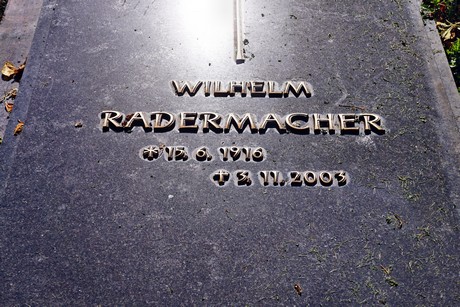 WILHELM
RADERMACHER
* 15. 6. 1916
✝ 3. 11. 2003